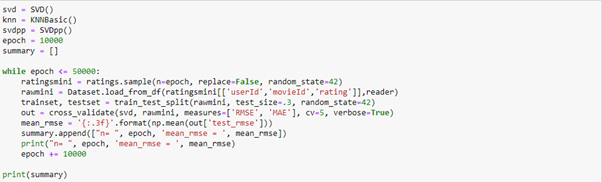 svd = SVD()
knn = KNNBasic()
svdpp = SVDpp()
epoch = 10000
summary = []

while epoch <= 50000:
    ratingsmini = ratings.sample(n=epoch, replace=False, random_state=42)
    rawmini = Dataset.load_from_df(ratingsmini[['userId','movieId','rating']],reader)
    trainset, testset = train_test_split(rawmini, test_size=.3, random_state=42)
    out = cross_validate(svd, rawmini, measures=['RMSE', 'MAE'], cv=5, verbose=True)
    mean_rmse = '{:.3f}'.format(np.mean(out['test_rmse']))
    summary.append(["n= ", epoch, 'mean_rmse = ', mean_rmse])
    print("n= ", epoch, 'mean_rmse = ', mean_rmse)
    epoch += 10000

print(summary)